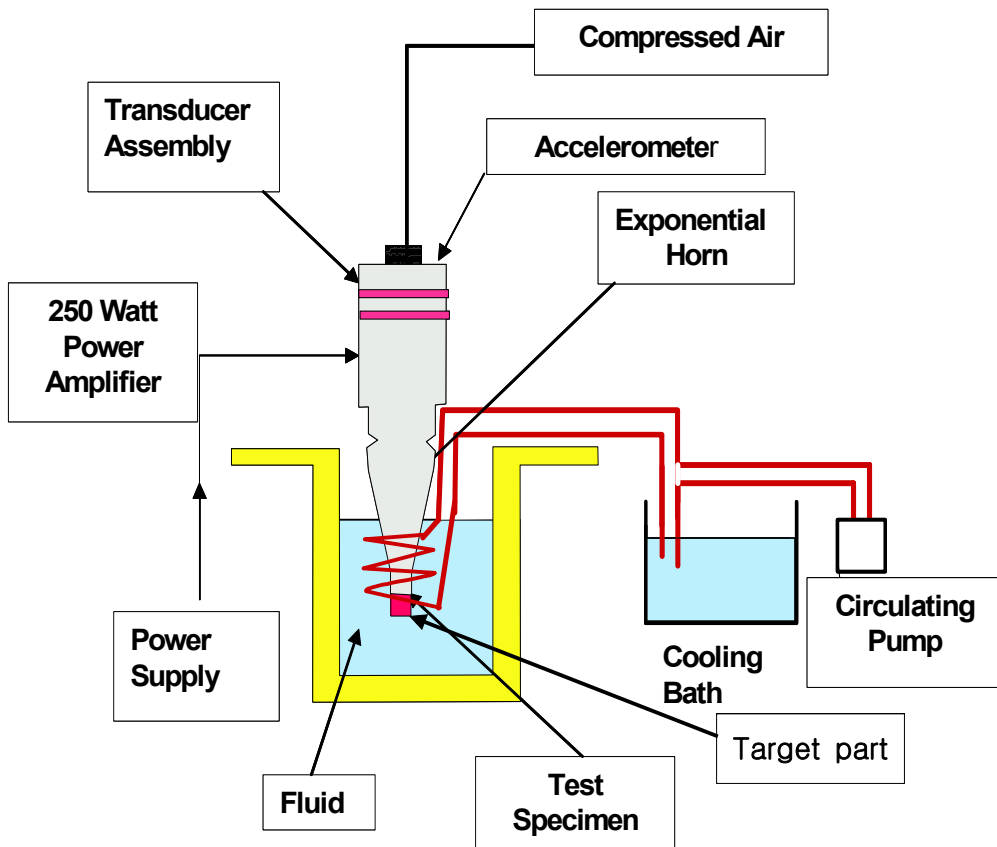 Compressed Air
Transducer
Assembly
Accelerometer
Exponential
Horn
250 Watt
Power
Amplifier
Power
Supply
Cooling
Bath
Circulating
Pump
Target part
Fluid
Test
Specimen